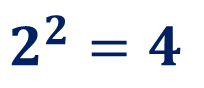 2² = 4